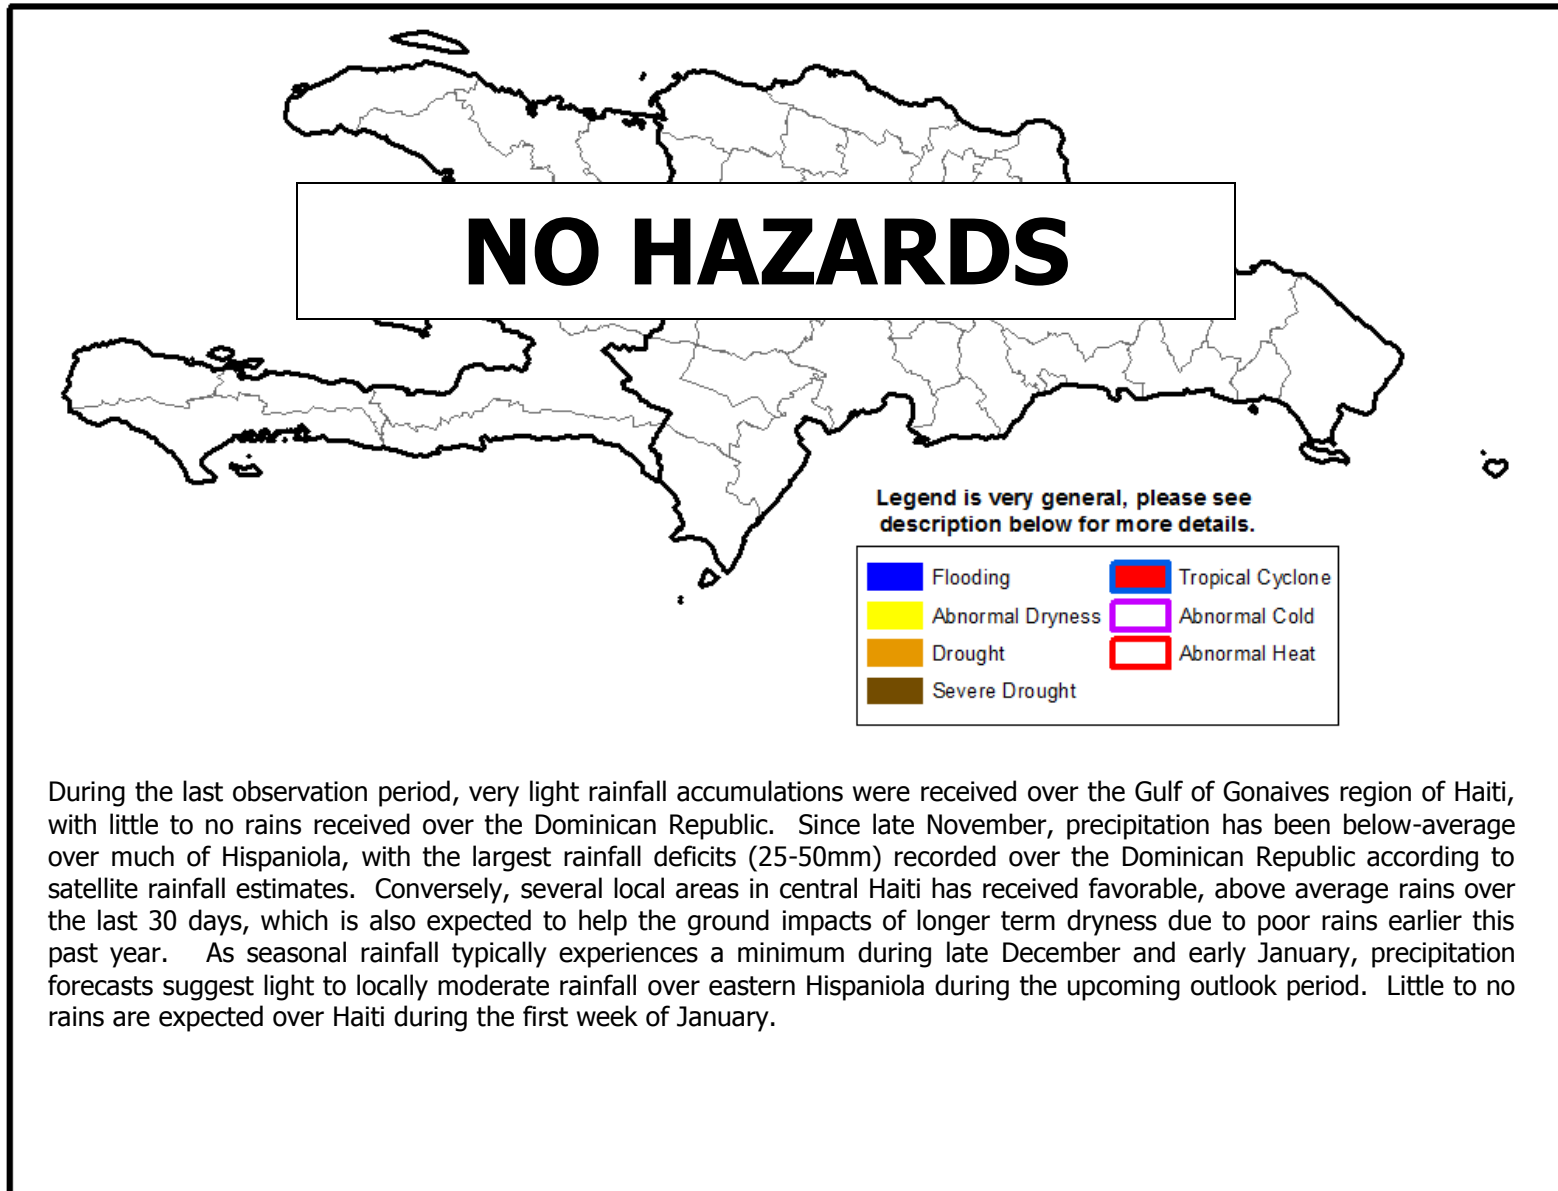 NO HAZARDS
Legend is very general, please see
description below for more details.
Flooding
Tropical Cyclone
Abnormal Dryness
Abnormal Cold
Drought
Abnormal Heat
Severe Drought
During the last observation period, very light rainfall accumulations were received over the Gulf of Gonaives region of Haiti,
with little to no rains received over the Dominican Republic.  Since late November, precipitation has been below-average
over much of Hispaniola, with the largest rainfall deficits (25-50mm) recorded over the Dominican Republic according to
satellite rainfall estimates.  Conversely, several local areas in central Haiti has received favorable, above average rains over
the last 30 days, which is also expected to help the ground impacts of longer term dryness due to poor rains earlier this
past year.   As seasonal rainfall typically experiences a minimum during late December and early January, precipitation
forecasts suggest light to locally moderate rainfall over eastern Hispaniola during the upcoming outlook period.  Little to no
rains are expected over Haiti during the first week of January.